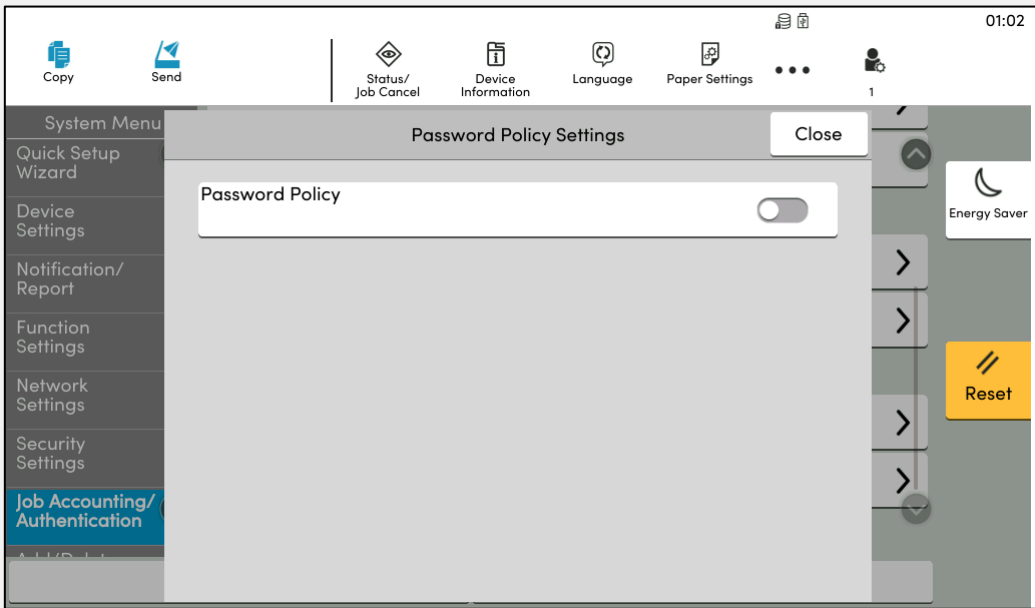 01:02
Copy
Send
Status/
Job Cancel
Device
Information
Language
Paper Settings
1
System Menu
Password Policy Settings
Close
Quick Setup
Wizard
Password Policy
Device
Settings
Energy Saver
Notification/
Report
Function
Settings
Network
Settings
Reset
Security
Settings
Job Accounting/
Authentication